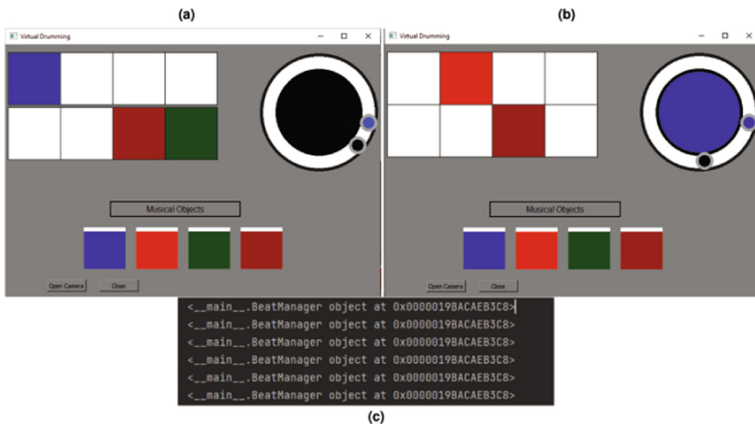 (a)
(b)
Virtual Drumming
Virtual Drumming
Musical Objects
Musical Objects
Open Camera
Close
Open Camera
Close
<__main__.BeatManager object at 0x0000019BACAEB3C8>
<__main__.BeatManager object at 0x0000019BACAEB3C8>
<__main__.BeatManager object at 0x0000019BACAEB3C8>
<__main__.BeatManager object at 0x0000019BACAEB3C8>
<__main__.BeatManager object at 0x0000019BACAEB3C8>
<__main__.BeatManager object at 0x0000019BACAEB3C8>
(c)